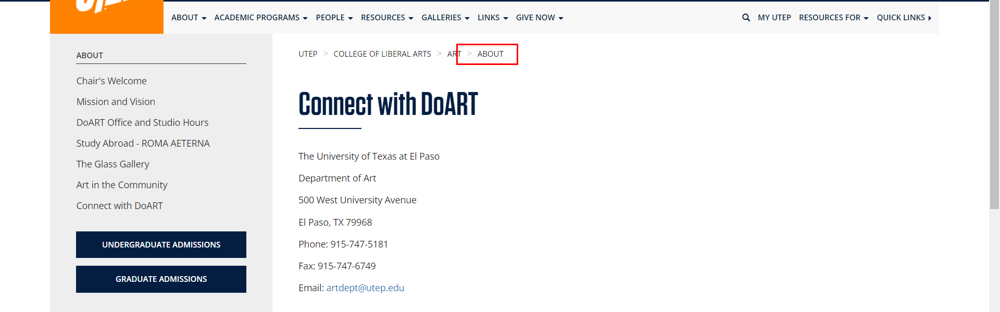 ABOUT ACADEMIC PROGRAMS PEOPLE RESOURCES GALLERIES LINKS GIVE NOW MY UTEP RESOURCES FOR QUICK LINKS
ABOUT
Chair's Welcome
Mission and Vision
DoART Office and Studio Hours
Study Abroad - ROMA AETERNA
The Glass Gallery
Art in the Community
Connect with DoART
UNDERGRADUATE ADMISSIONS
GRADUATE ADMISSIONS
UTEP > COLLEGE OF LIBERAL ARTS > ART > ABOUT
Connect with DoART
The University of Texas at El Paso
Department of Art
500 West University Avenue
El Paso, TX 79968
Phone: 915-747-5181
Fax: 915-747-6749
Email: artdept@utep.edu